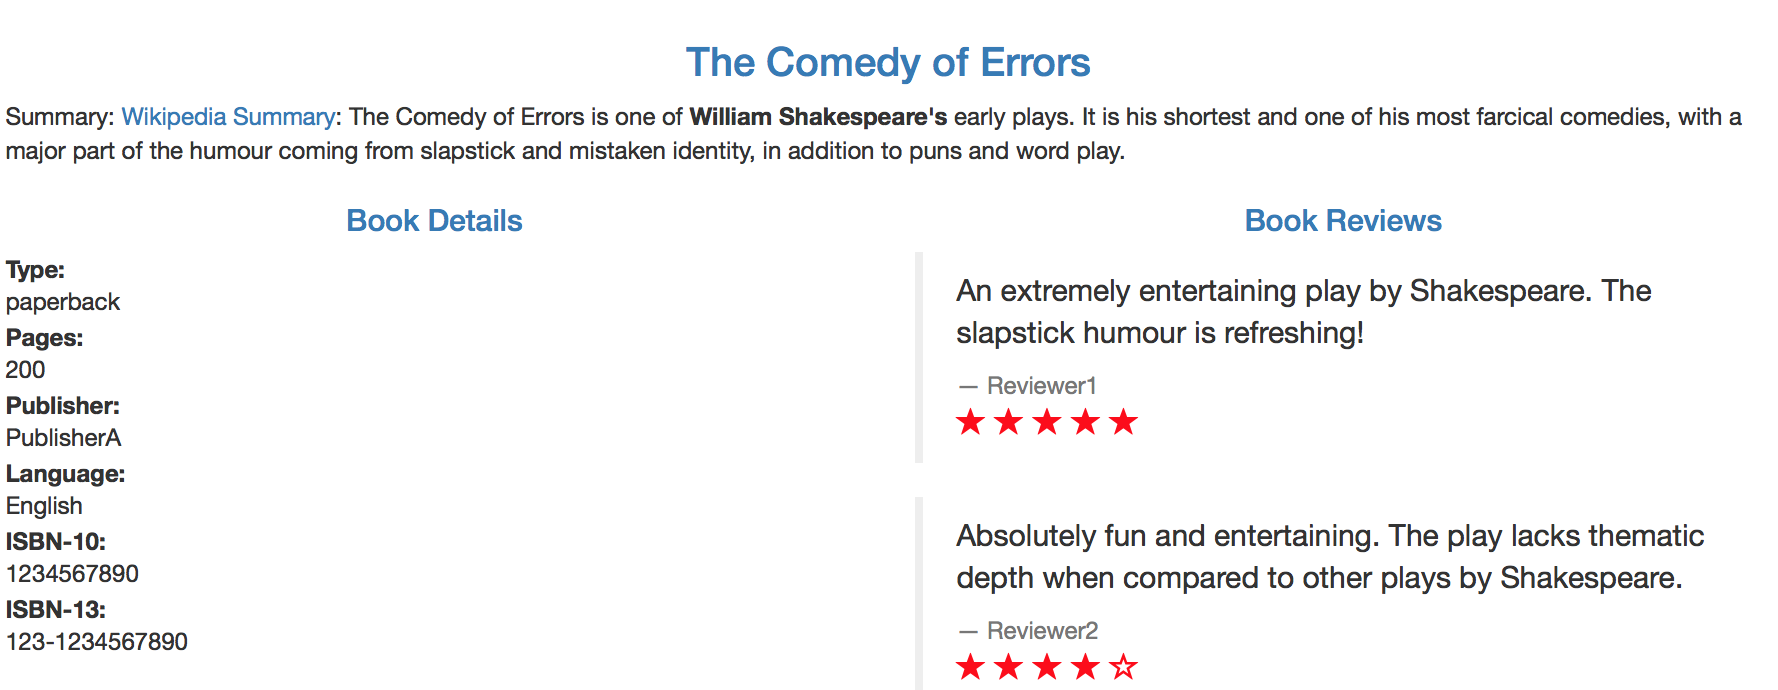 The Comedy of Errors
Summary: Wikipedia Summary: The Comedy of Errors is one of William Shakespeare's early plays. It is his shortest and one of his most farcical comedies, with a
major part of the humour coming from slapstick and mistaken identity, in addition to puns and word play.
Book Details
Type:
paperback
Pages:
200
Publisher:
PublisherA
Language:
English
ISBN-10:
1234567890
ISBN-13:
123-1234567890
Book Reviews
An extremely entertaining play by Shakespeare. The
slapstick humour is refreshing!
— Reviewer1
★ ★ ★ ★ ★
Absolutely fun and entertaining. The play lacks thematic
depth when compared to other plays by Shakespeare.
— Reviewer2
★ ★ ★ ★ ☆